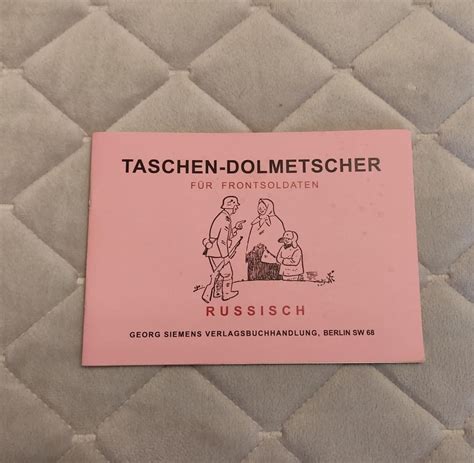 TASCHEN-DOLMETSCHER
FÜR FRONTSOLDATEN
RUSSISCH
GEORG SIEMENS VERLAGSBUCHHANDLUNG, BERLIN SW 68